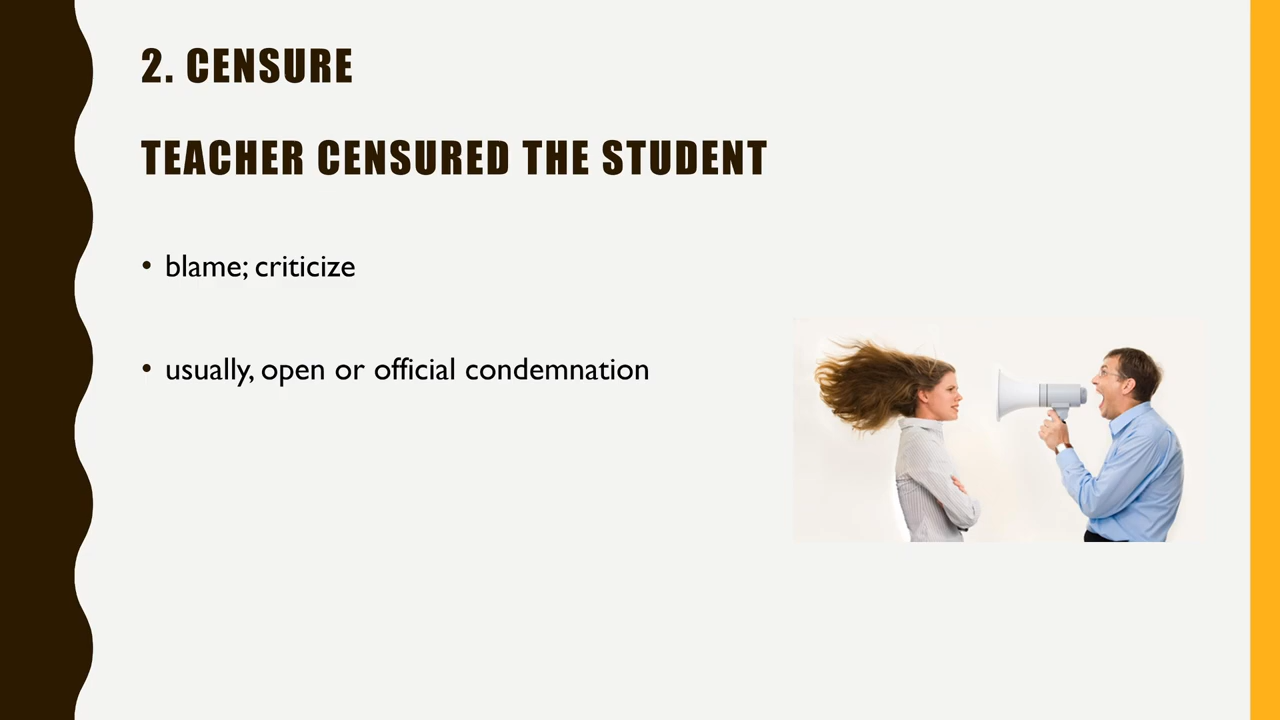 2. CENSURE
TEACHER CENSURED THE STUDENT
• blame; criticize
• usually, open or official condemnation